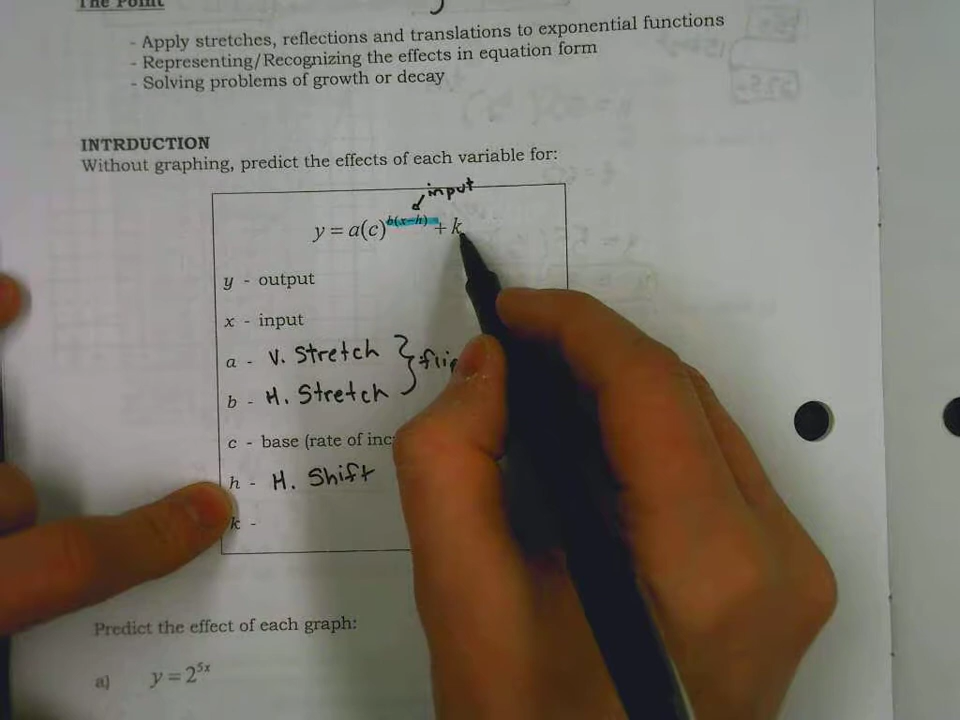 The Point
- Apply stretches, reflections and translations to exponential functions
- Representing/Recognizing the effects in equation form
- Solving problems of growth or decay
INTRDUCTION
Without graphing, predict the effects of each variable for:
input
y = a(c)^{b(x-h)} + k
y - output
x - input
a - V. Stretch
b - H. Stretch
c - base (rate of inc
h - H. Shift
k -
Predict the effect of each graph:
a) y = 2^{5x}